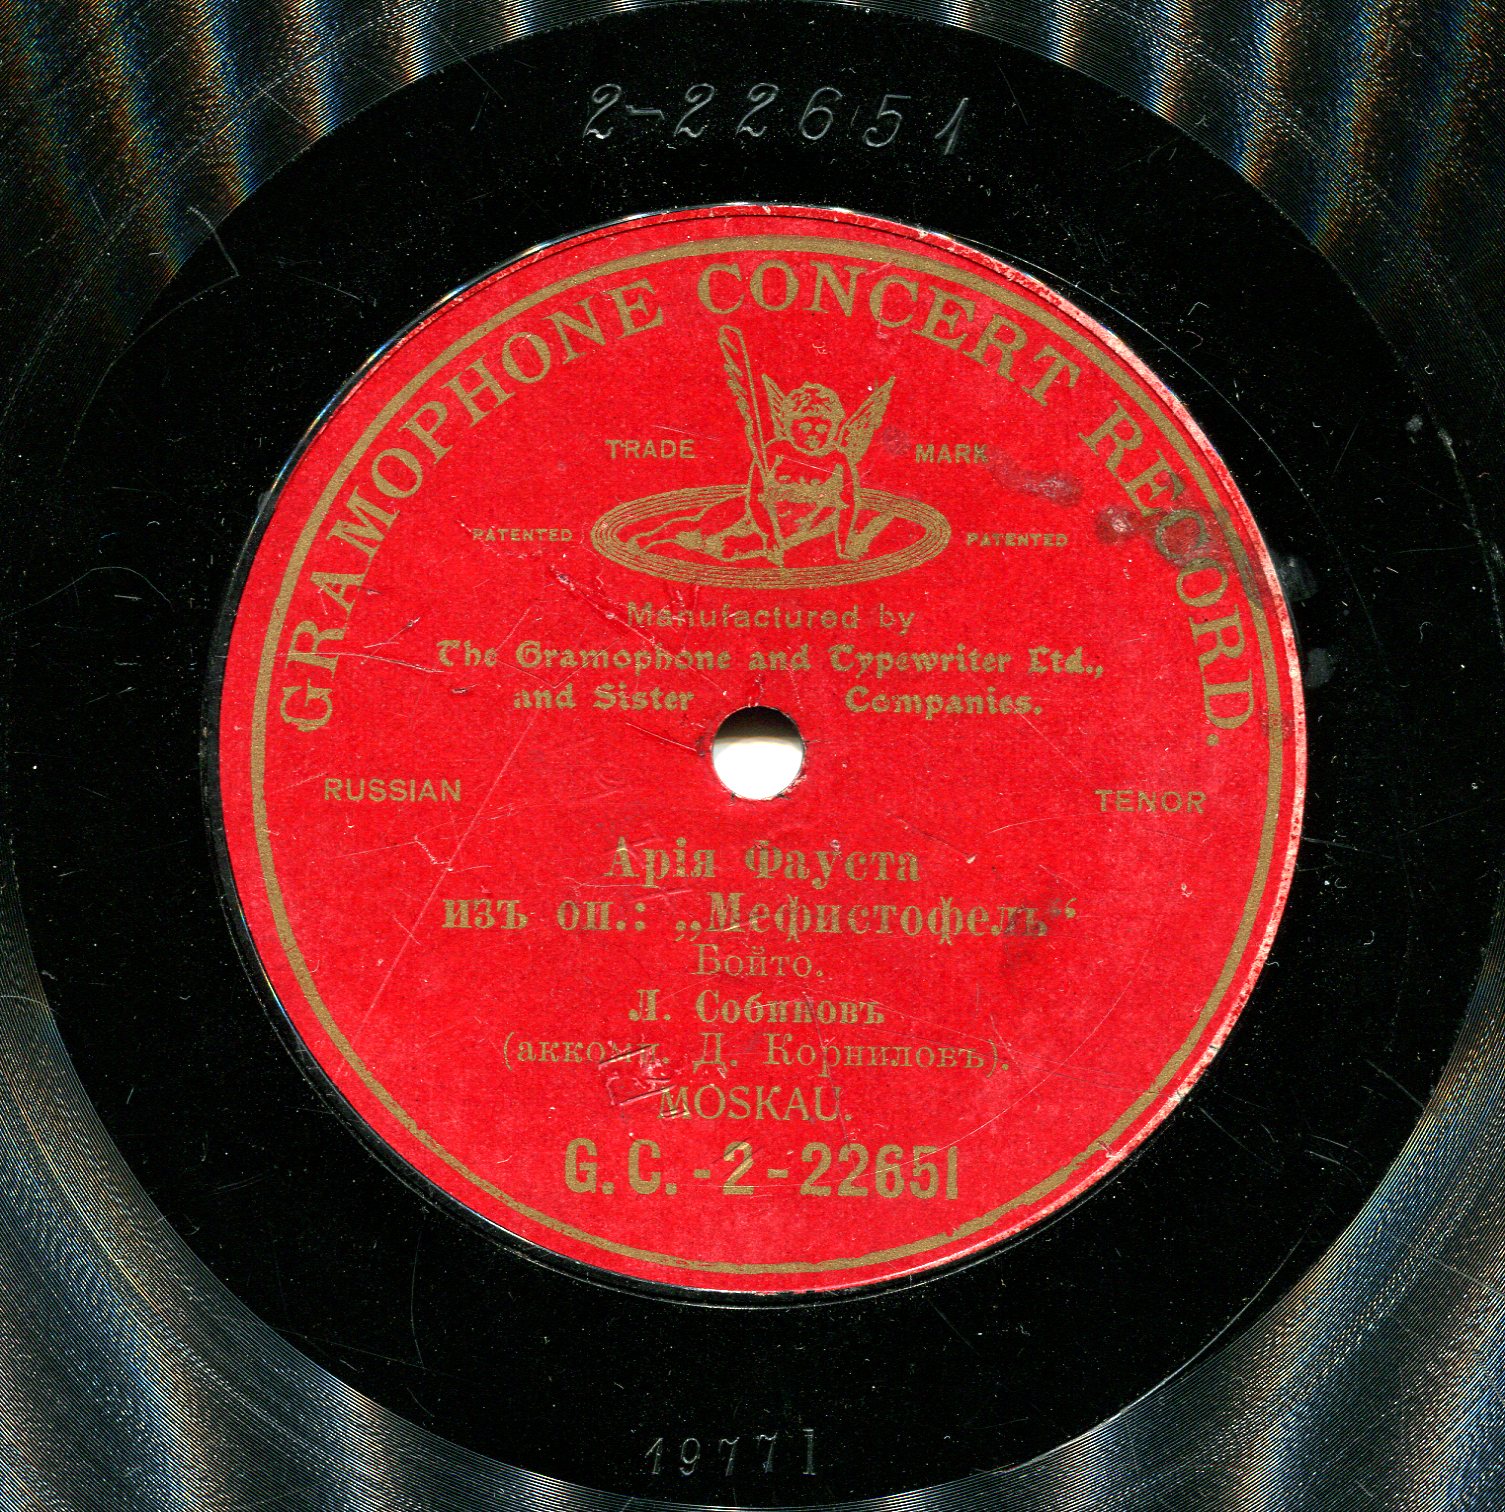 2-22651
GRAMOPHONE CONCERT RECORD.
TRADE MARK
PATENTED PATENTED
Manufactured by
The Gramophone and Typewriter Ltd.,
and Sister Companies.
RUSSIAN TENOR
Арія Фауста
изъ оп.: „Мефистофель“
Бойто.
Л. Собиновъ
(аккомп. Д. Корниловъ).
MOSKAU.
G.C.-2-22651
19771